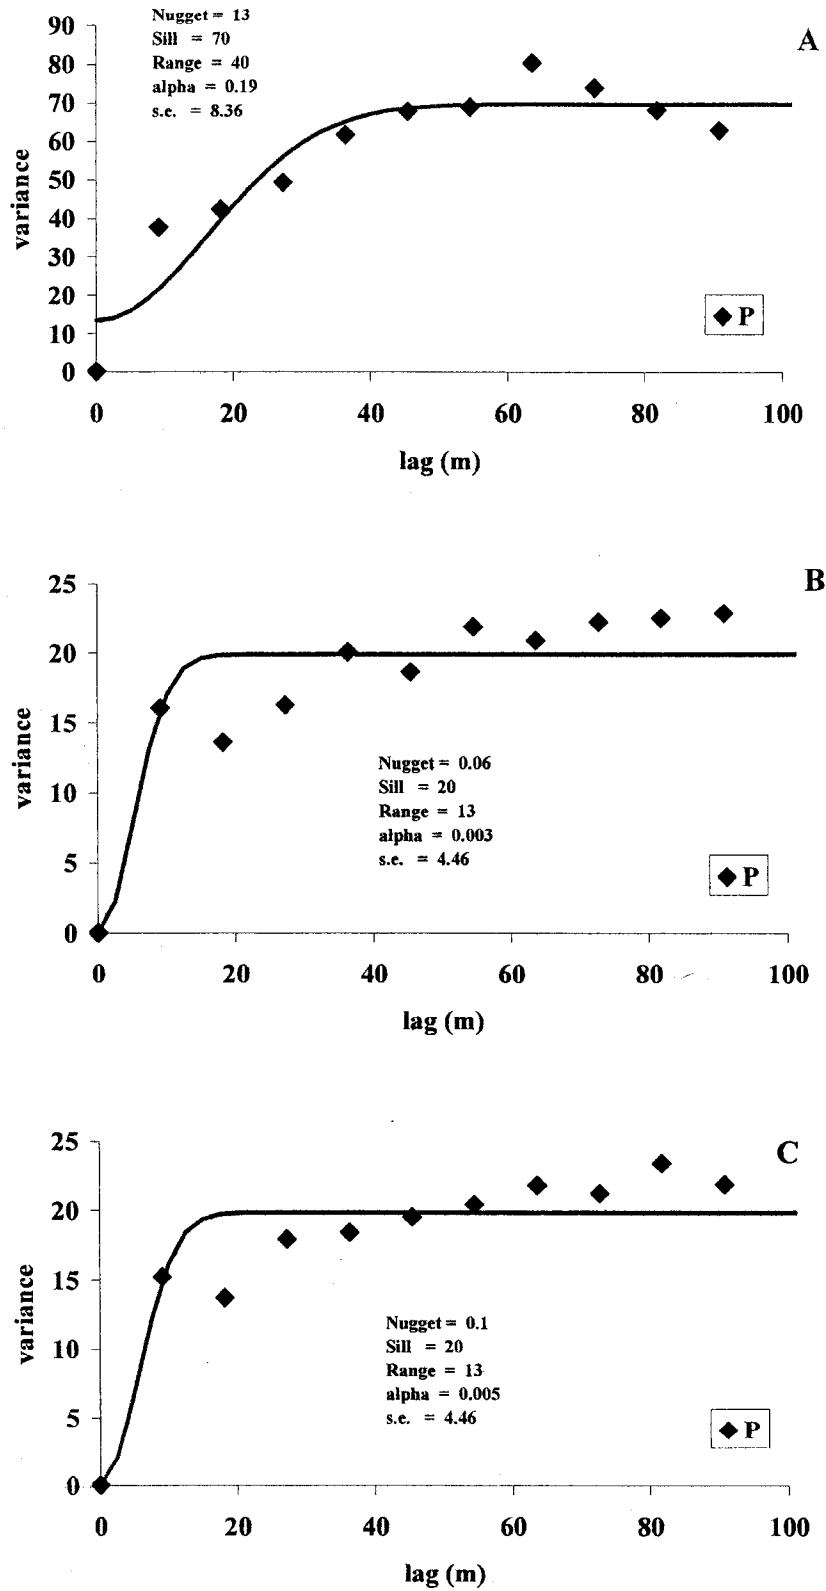 Nugget = 13
Sill = 70
Range = 40
alpha = 0.19
s.e. = 8.36
A
90
80
70
60
50
40
30
20
10
0
variance
P
0 20 40 60 80 100
lag (m)
B
25
20
15
10
5
0
variance
Nugget = 0.06
Sill = 20
Range = 13
alpha = 0.003
s.e. = 4.46
P
0 20 40 60 80 100
lag (m)
C
25
20
15
10
5
0
variance
Nugget = 0.1
Sill = 20
Range = 13
alpha = 0.005
s.e. = 4.46
P
0 20 40 60 80 100
lag (m)